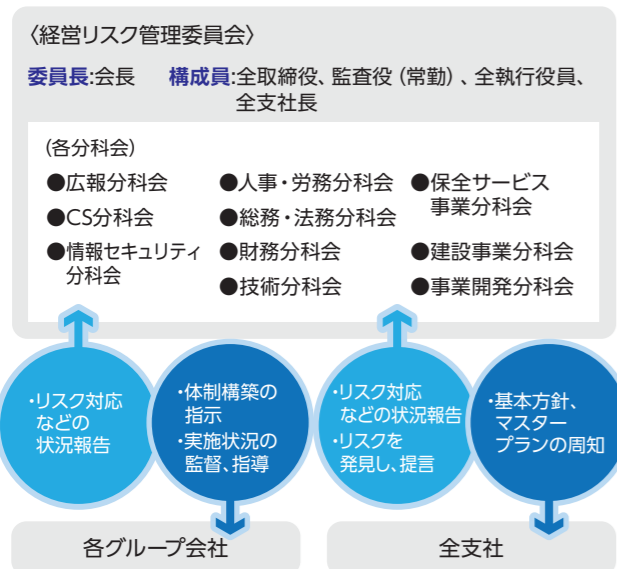 〈経営リスク管理委員会〉
委員長:会長 構成員:全取締役、監査役(常勤)、全執行役員、
全支社長
(各分科会)
●広報分科会
●CS分科会
●情報セキュリティ
分科会
●人事・労務分科会
●総務・法務分科会
●財務分科会
●技術分科会
●保全サービス
事業分科会
●建設事業分科会
●事業開発分科会
・リスク対応
などの
状況報告
・体制構築の
指示
・実施状況の
監督、指導
・リスク対応
などの状況報告
・リスクを
発見し、提言
・基本方針、
マスター
プランの周知
各グループ会社
全支社